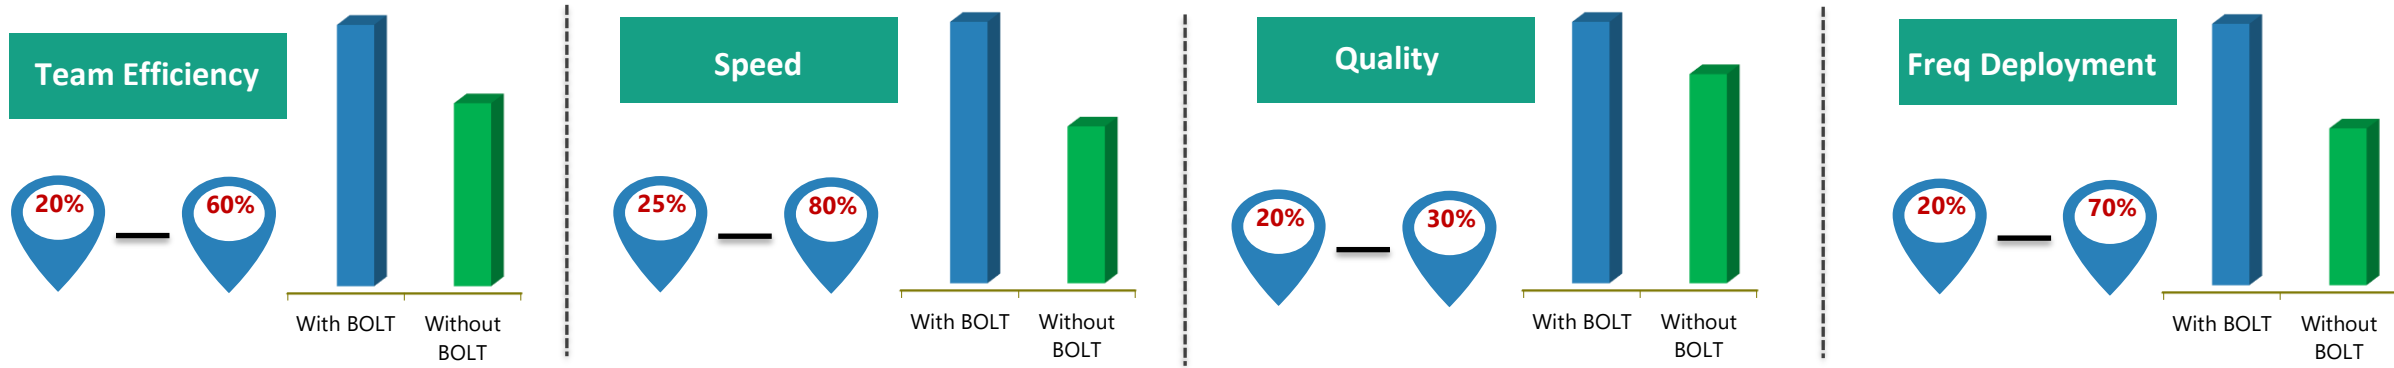 Team Efficiency
20%
60%
With BOLT
Without
BOLT
Speed
25%
80%
With BOLT
Without
BOLT
Quality
20%
30%
With BOLT
Without
BOLT
Freq Deployment
20%
70%
With BOLT
Without
BOLT